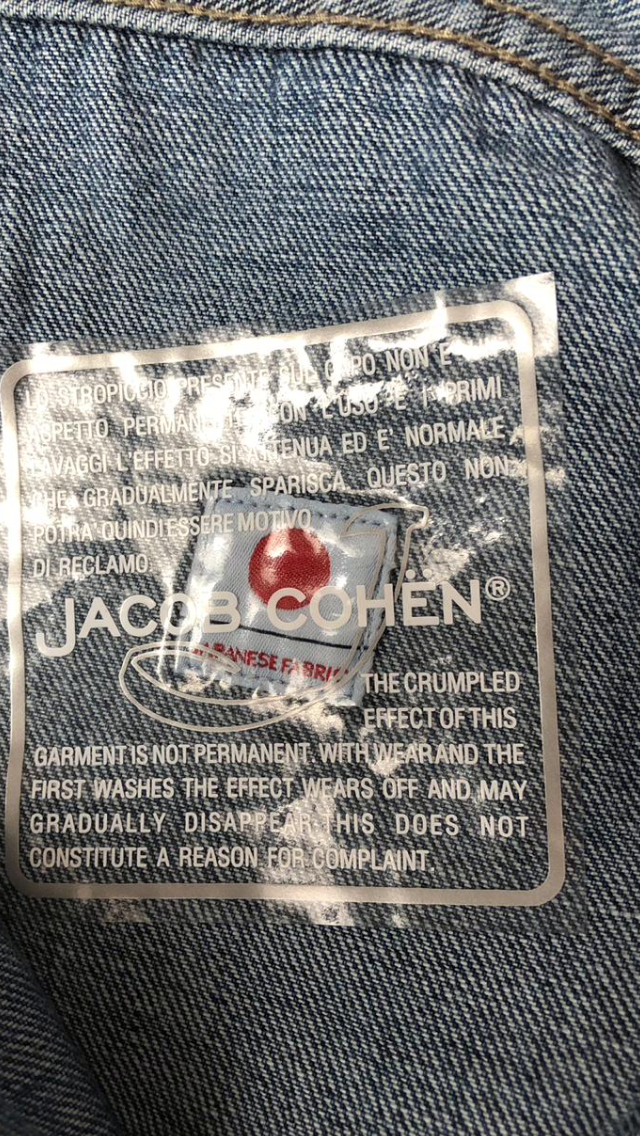 LO STROPICCIO PRESENTE SUL CAPO NON E'
ASPETTO PERMANENTE CON L'USO E I PRIMI
LAVAGGI L'EFFETTO SI ATTENUA ED E' NORMALE
CHE GRADUALMENTE SPARISCA. QUESTO NON
POTRA' QUINDI ESSERE MOTIVO
DI RECLAMO.
JACOB COHËN®
JAPANESE FABRIC
THE CRUMPLED
EFFECT OF THIS
GARMENT IS NOT PERMANENT. WITH WEAR AND THE
FIRST WASHES THE EFFECT WEARS OFF AND MAY
GRADUALLY DISAPPEAR. THIS DOES NOT
CONSTITUTE A REASON FOR COMPLAINT.